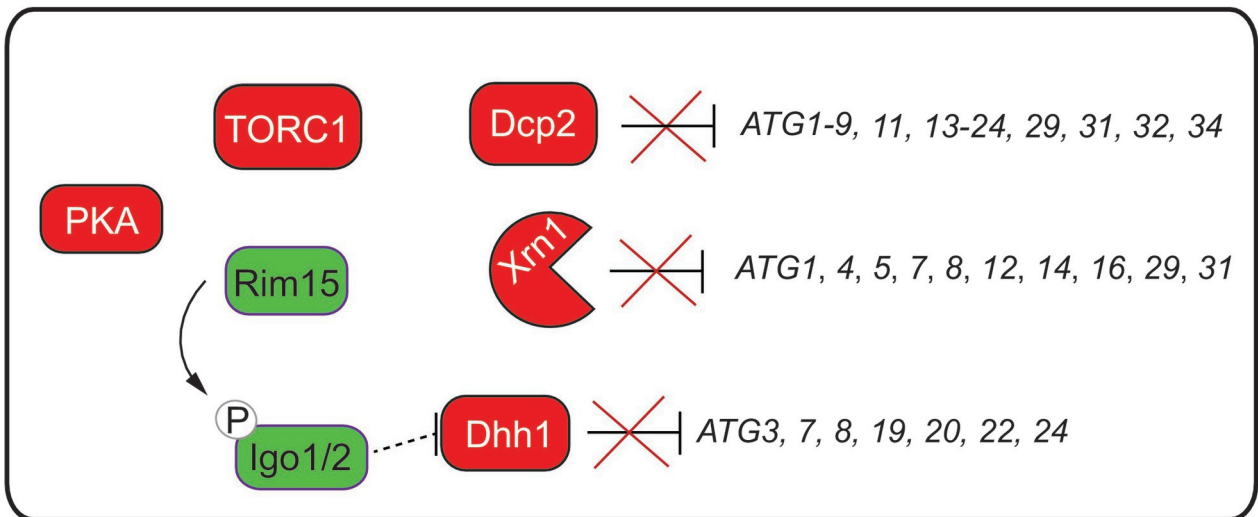 TORC1
Dcp2
ATG1-9, 11, 13-24, 29, 31, 32, 34
PKA
Xrn1
Rim15
ATG1, 4, 5, 7, 8, 12, 14, 16, 29, 31
P
Igo1/2
Dhh1
ATG3, 7, 8, 19, 20, 22, 24